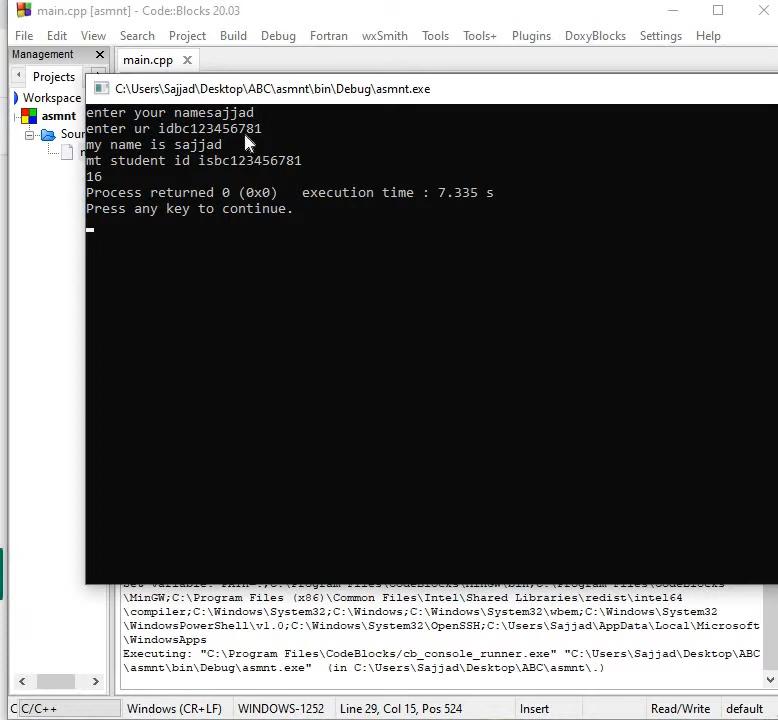 main.cpp [asmnt] - Code::Blocks 20.03
File Edit View Search Project Build Debug Fortran wxSmith Tools Tools+ Plugins DoxyBlocks Settings Help
Management
main.cpp
Projects
C:\Users\Sajjad\Desktop\ABC\asmnt\bin\Debug\asmnt.exe
Workspace
asmnt
Sour
enter your namesajjad
enter ur idbc123456781
my name is sajjad
mt student id isbc123456781
16
Process returned 0 (0x0)   execution time : 7.335 s
Press any key to continue.
\MinGW;C:\Program Files (x86)\Common Files\Intel\Shared Libraries\redist\intel64
\compiler;C:\Windows\System32;C:\Windows;C:\Windows\System32\wbem;C:\Windows\System32
\WindowsPowerShell\v1.0;C:\Windows\System32\OpenSSH;C:\Users\Sajjad\AppData\Local\Microsoft
\WindowsApps
Executing: "C:\Program Files\CodeBlocks/cb_console_runner.exe" "C:\Users\Sajjad\Desktop\ABC
\asmnt\bin\Debug\asmnt.exe"  (in C:\Users\Sajjad\Desktop\ABC\asmnt\.)
C C/C++ Windows (CR+LF) WINDOWS-1252 Line 29, Col 15, Pos 524 Insert Read/Write default